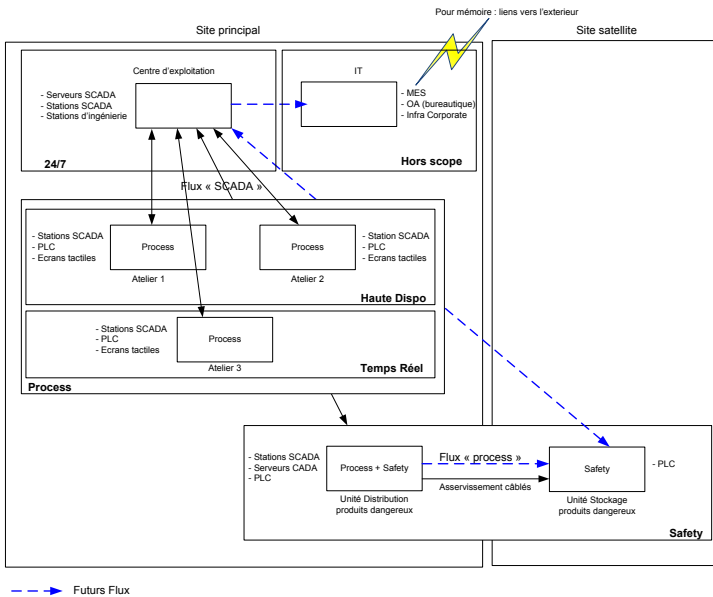 Pour mémoire : liens vers l'exterieur
Site principal
Site satellite
Centre d'exploitation
- Serveurs SCADA
- Stations SCADA
- Stations d'ingénierie
24/7
IT
- MES
- OA (bureautique)
- Infra Corporate
Hors scope
Flux « SCADA »
- Stations SCADA
- PLC
- Ecrans tactiles
Process
Atelier 1
Process
Atelier 2
- Station SCADA
- PLC
- Ecrans tactiles
Haute Dispo
- Stations SCADA
- PLC
- Ecrans tactiles
Process
Atelier 3
Temps Réel
Process
- Stations SCADA
- Serveurs CADA
- PLC
Process + Safety
Unité Distribution
produits dangereux
Flux « process »
Asservissement câblés
Safety
Unité Stockage
produits dangereux
- PLC
Safety
Futurs Flux